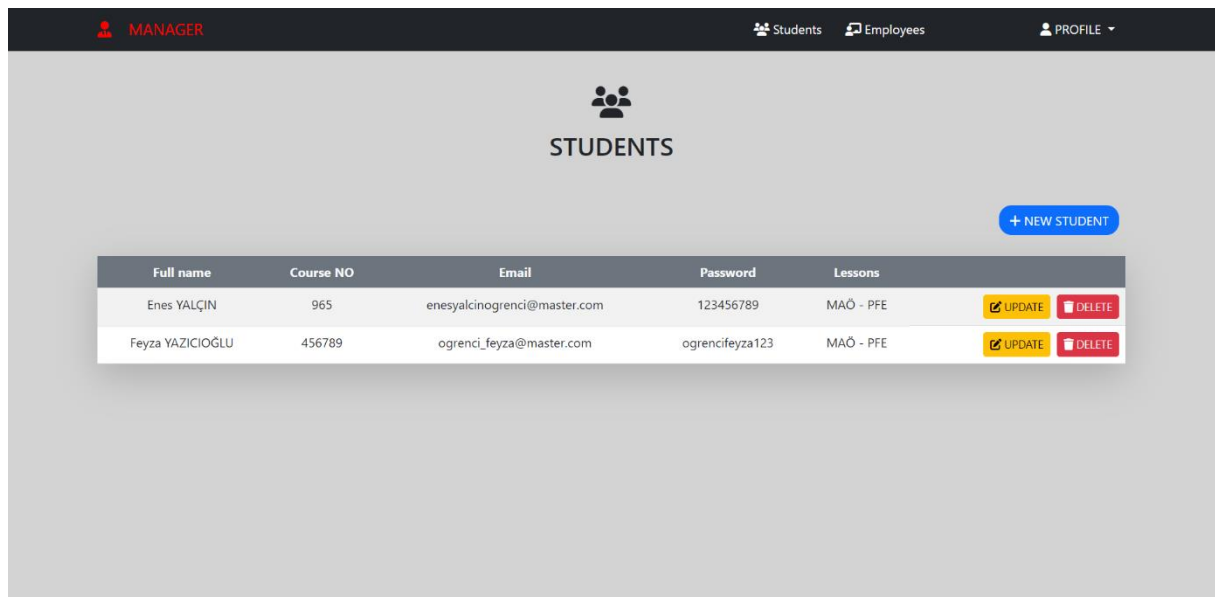 MANAGER Students Employees PROFILE
STUDENTS
+ NEW STUDENT
Full name Course NO Email Password Lessons
Enes YALÇIN 965 enesyalcinogrenci@master.com 123456789 MAÖ - PFE UPDATE DELETE
Feyza YAZICIOĞLU 456789 ogrenci_feyza@master.com ogrencifeyza123 MAÖ - PFE UPDATE DELETE